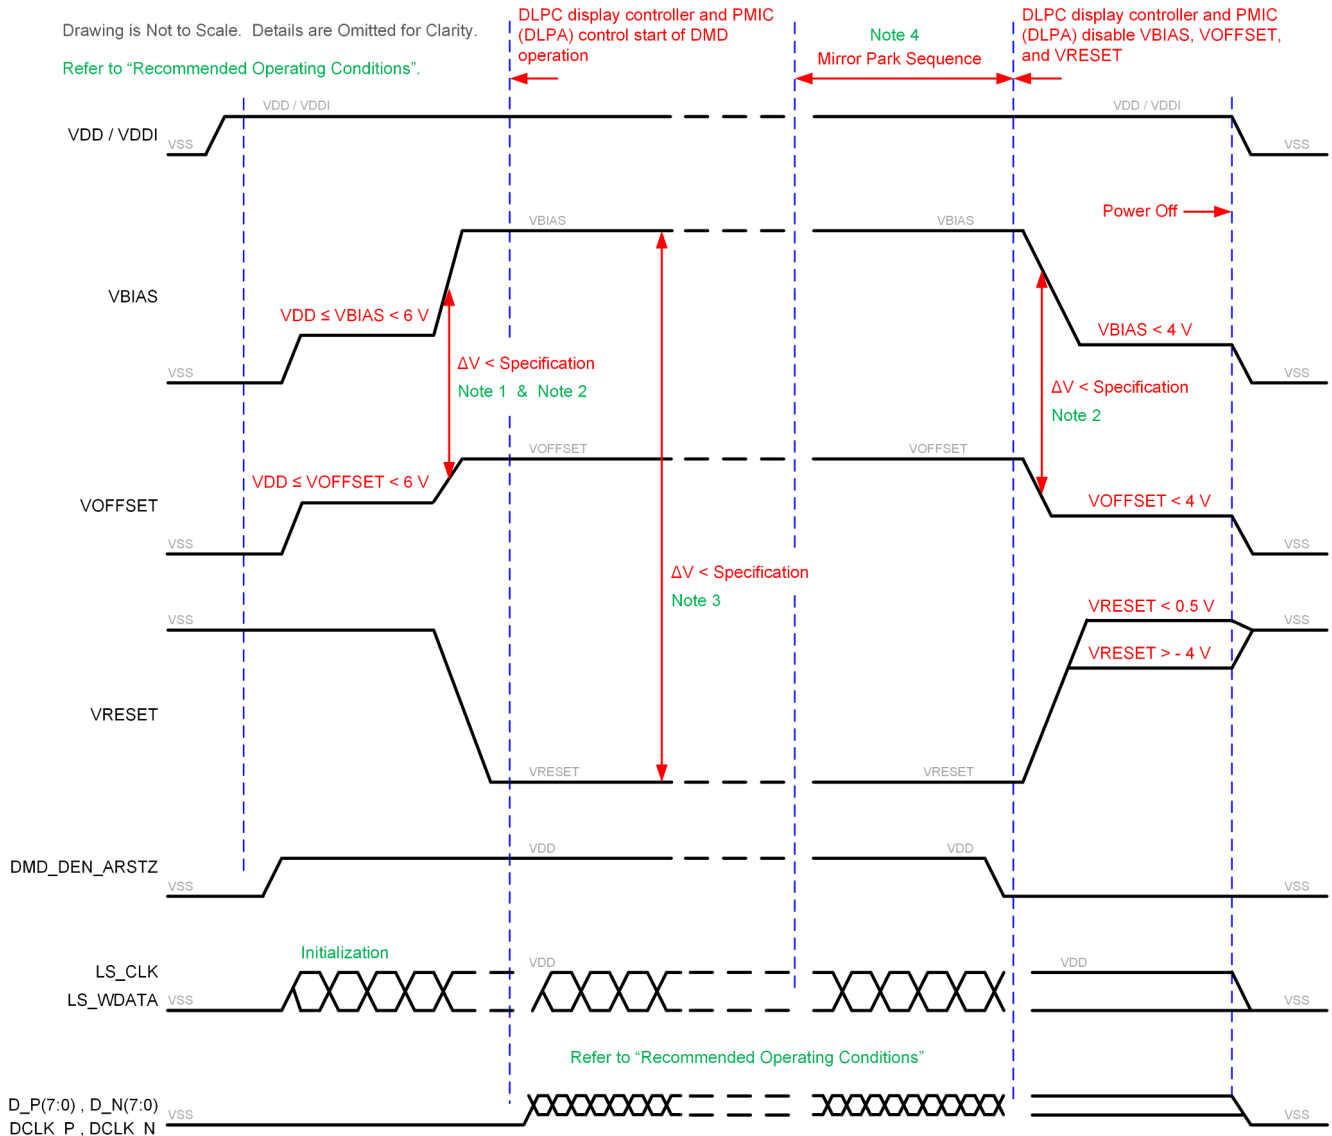 Drawing is Not to Scale. Details are Omitted for Clarity.
Refer to “Recommended Operating Conditions”.
DLPC display controller and PMIC
(DLPA) control start of DMD
operation
Note 4
Mirror Park Sequence
DLPC display controller and PMIC
(DLPA) disable VBIAS, VOFFSET,
and VRESET
VDD / VDDI
VSS
VDD / VDDI
VDD / VDDI
VSS
Power Off
VBIAS
VSS
VDD ≤ VBIAS < 6 V
VBIAS
VBIAS
VBIAS < 4 V
VSS
ΔV < Specification
Note 1 & Note 2
ΔV < Specification
Note 2
VOFFSET
VSS
VDD ≤ VOFFSET < 6 V
VOFFSET
VOFFSET
VOFFSET < 4 V
VSS
ΔV < Specification
Note 3
VRESET
VSS
VRESET
VRESET
VRESET < 0.5 V
VRESET > - 4 V
VSS
DMD_DEN_ARSTZ
VSS
VDD
VDD
VSS
Initialization
LS_CLK
LS_WDATA
VSS
VDD
VDD
VSS
Refer to “Recommended Operating Conditions”
D_P(7:0) , D_N(7:0)
DCLK_P , DCLK_N
VSS
VSS